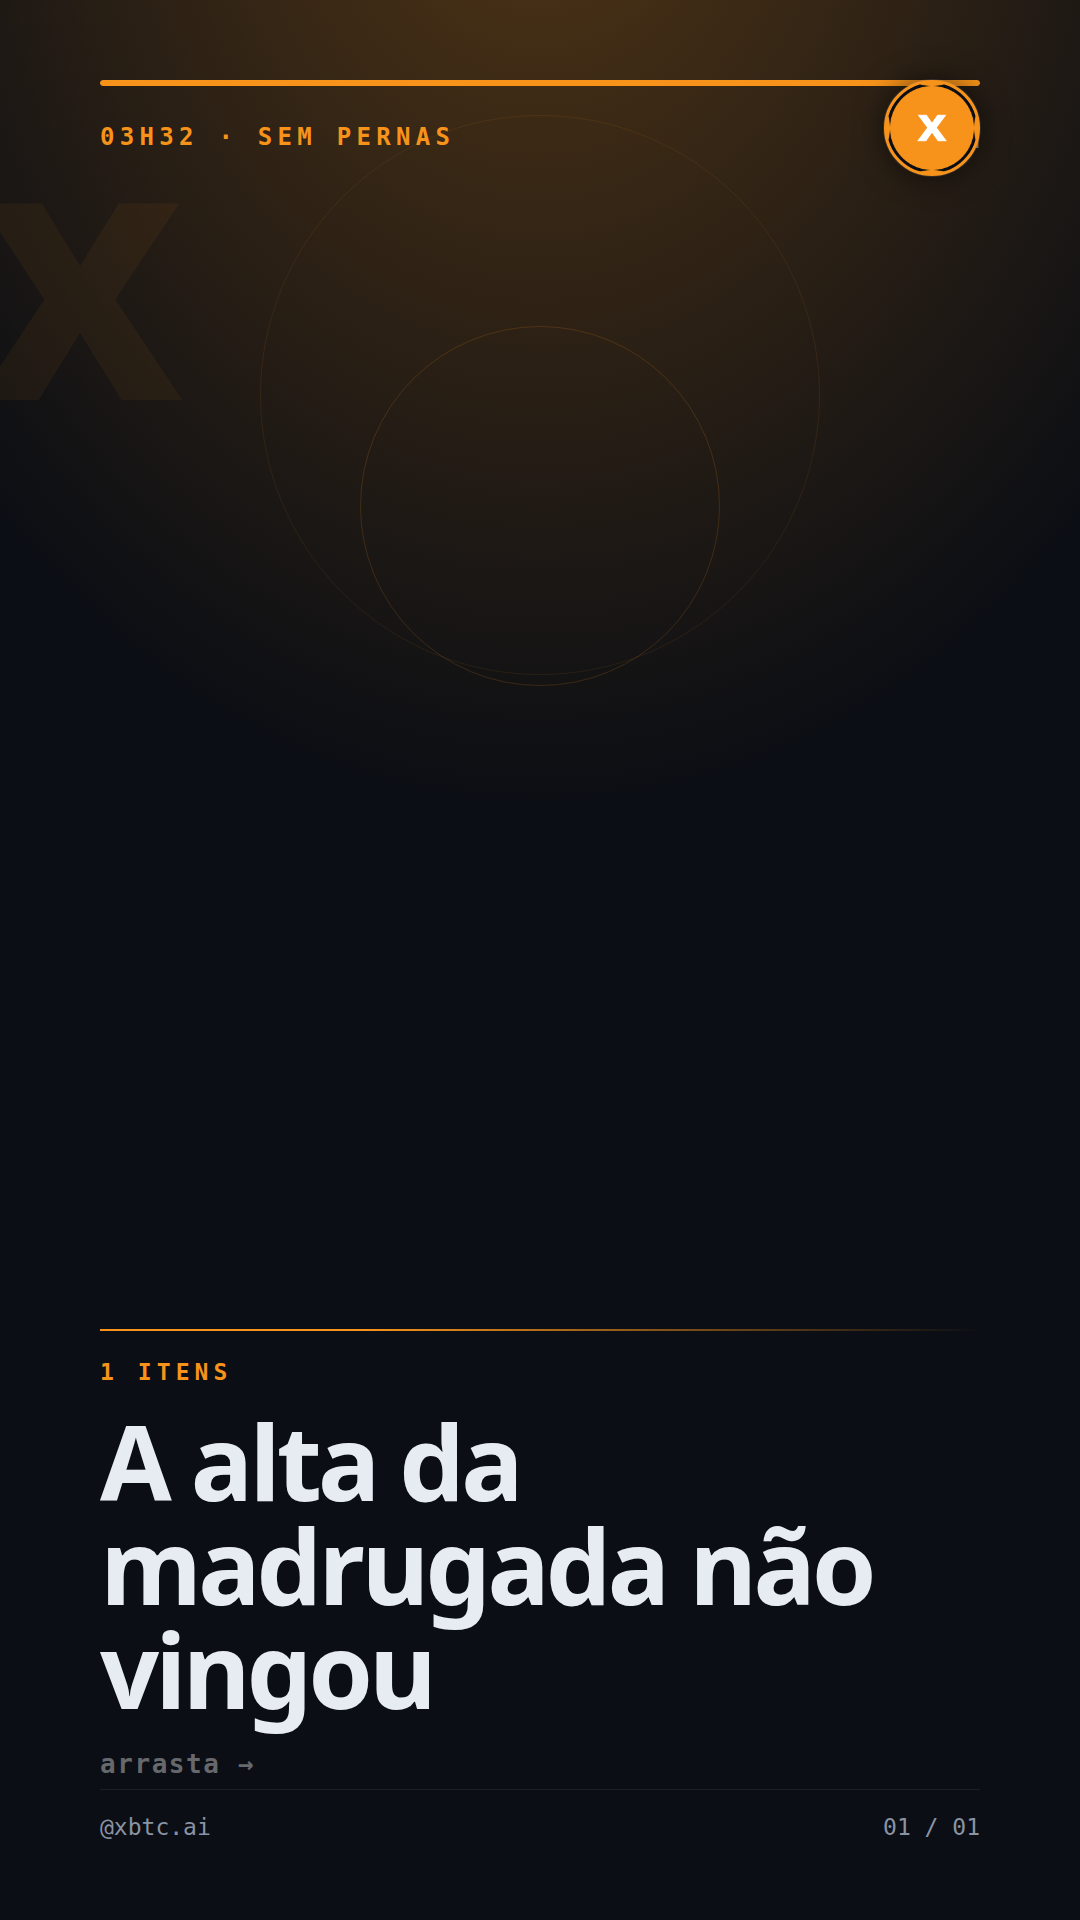 03H32 · SEM PERNAS
x
x
1 ITENS
A alta da
madrugada não
vingou
arrasta →
@xbtc.ai
01 / 01